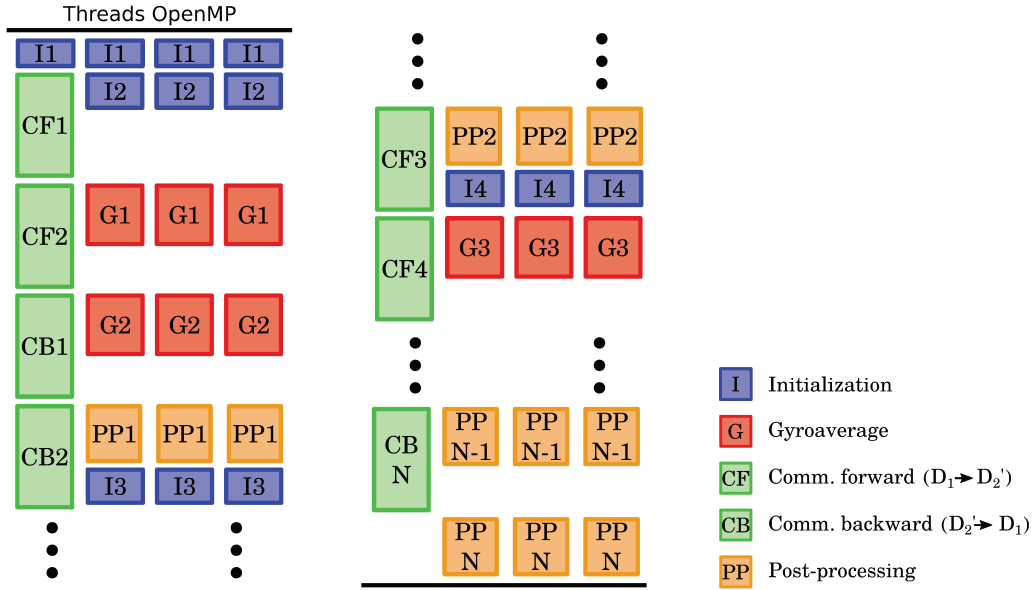 Threads OpenMP
I1 I1 I1 I1
CF1 I2 I2 I2
CF2 G1 G1 G1
CB1 G2 G2 G2
CB2 PP1 PP1 PP1
I3 I3 I3
CF3 PP2 PP2 PP2
I4 I4 I4
CF4 G3 G3 G3
CB N PP N-1 PP N-1 PP N-1
PP N PP N PP N
I Initialization
G Gyroaverage
CF Comm. forward (D₁→D₂')
CB Comm. backward (D₂'→D₁)
PP Post-processing